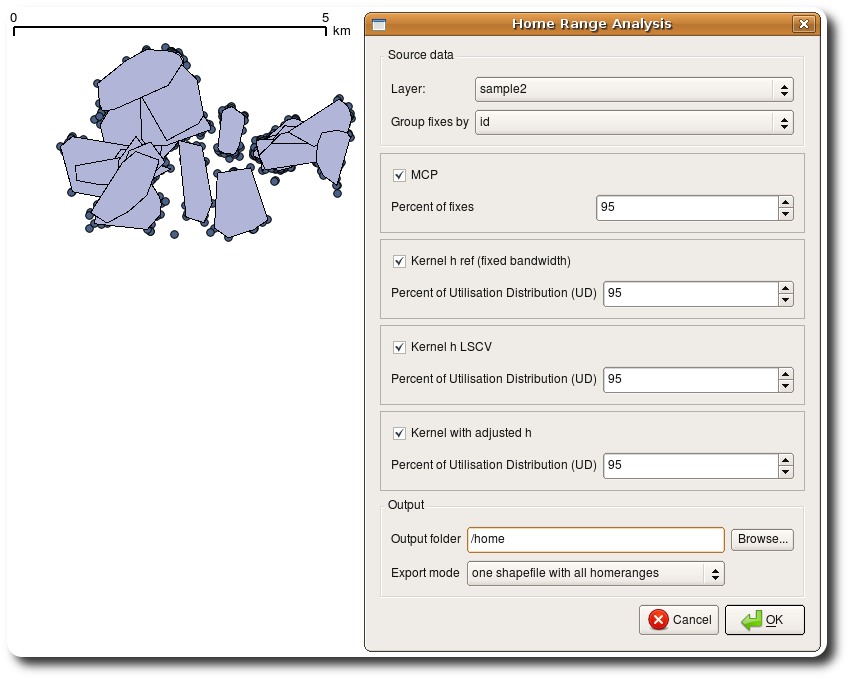 0 5
km
Home Range Analysis
Source data
Layer: sample2
Group fixes by id
MCP
Percent of fixes 95
Kernel h ref (fixed bandwidth)
Percent of Utilisation Distribution (UD) 95
Kernel h LSCV
Percent of Utilisation Distribution (UD) 95
Kernel with adjusted h
Percent of Utilisation Distribution (UD) 95
Output
Output folder /home Browse...
Export mode one shapefile with all homeranges
Cancel OK